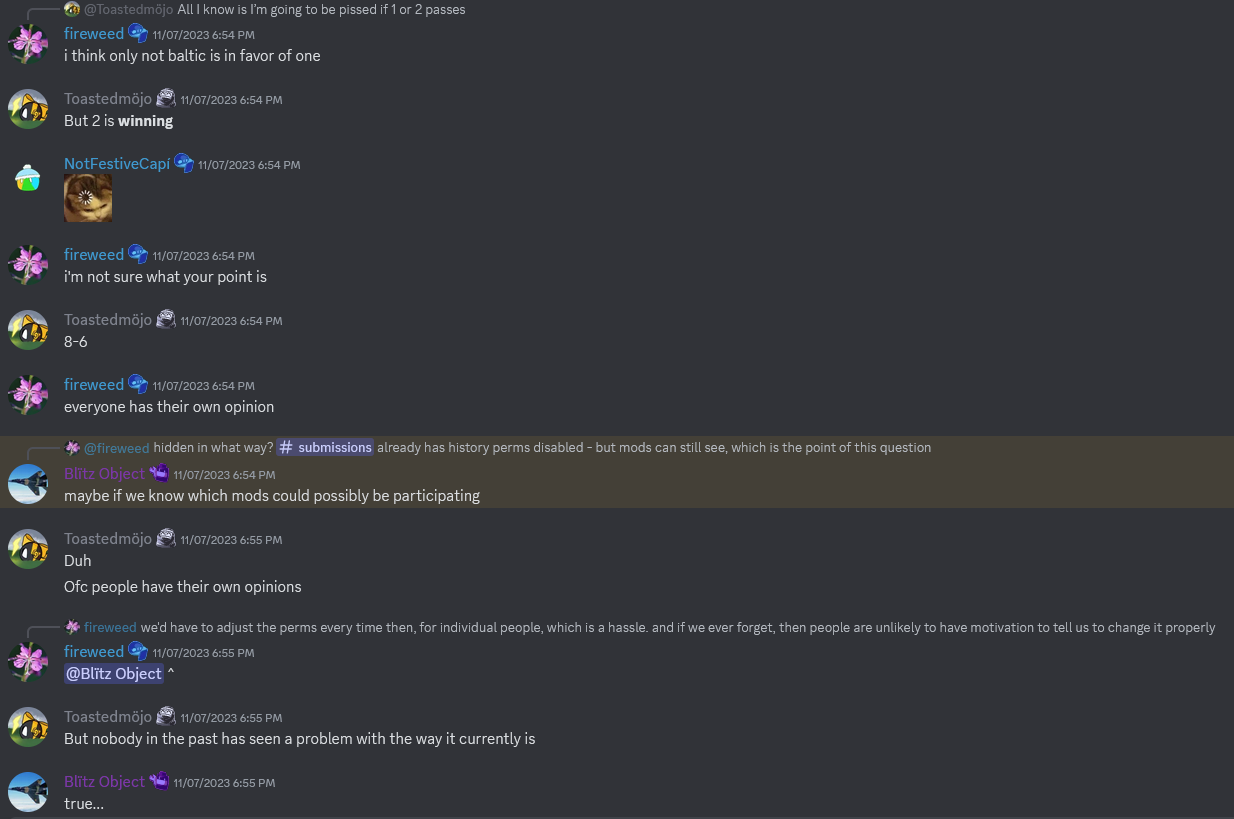 @Toastedmöjo All I know is I'm going to be pissed if 1 or 2 passes
fireweed 11/07/2023 6:54 PM
i think only not baltic is in favor of one
Toastedmöjo 11/07/2023 6:54 PM
But 2 is winning
NotFestiveCapí 11/07/2023 6:54 PM
fireweed 11/07/2023 6:54 PM
i'm not sure what your point is
Toastedmöjo 11/07/2023 6:54 PM
8-6
fireweed 11/07/2023 6:54 PM
everyone has their own opinion
@fireweed hidden in what way? # submissions already has history perms disabled - but mods can still see, which is the point of this question
Blïtz Object 11/07/2023 6:54 PM
maybe if we know which mods could possibly be participating
Toastedmöjo 11/07/2023 6:55 PM
Duh
Ofc people have their own opinions
fireweed we'd have to adjust the perms every time then, for individual people, which is a hassle. and if we ever forget, then people are unlikely to have motivation to tell us to change it properly
fireweed 11/07/2023 6:55 PM
@Blïtz Object ^
Toastedmöjo 11/07/2023 6:55 PM
But nobody in the past has seen a problem with the way it currently is
Blïtz Object 11/07/2023 6:55 PM
true...